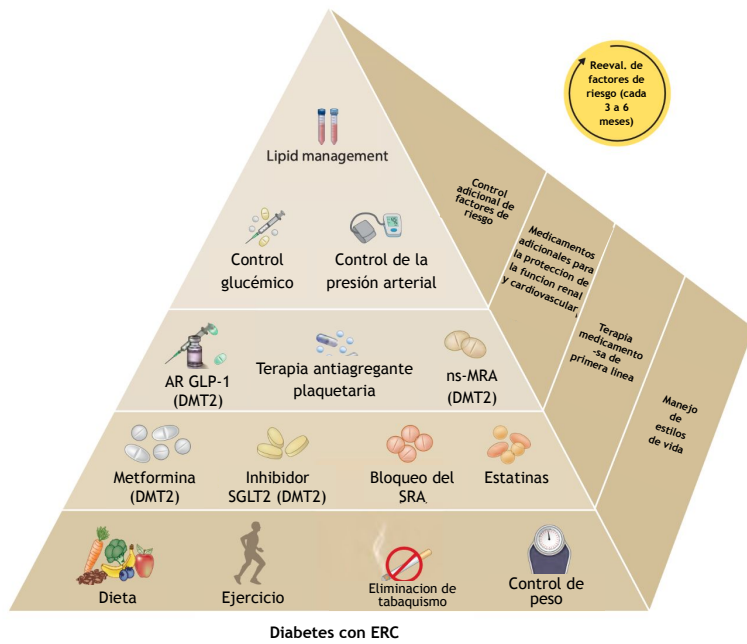 Reeval. de
factores de
riesgo (cada
3 a 6
meses)
Lipid management
Control
glucémico
Control de la
presión arterial
Control
adicional de
factores de
riesgo
AR GLP-1
(DMT2)
Terapia antiagregante
plaquetaria
ns-MRA
(DMT2)
Medicamentos
adicionales para
la proteccion de
la funcion renal
y cardiovascular,
Metformina
(DMT2)
Inhibidor
SGLT2 (DMT2)
Bloqueo del
SRA
Estatinas
Terapia
medicamento
-sa de
primera línea
Dieta
Ejercicio
Eliminacion de
tabaquismo
Control de
peso
Manejo
de
estilos
de vida
Diabetes con ERC